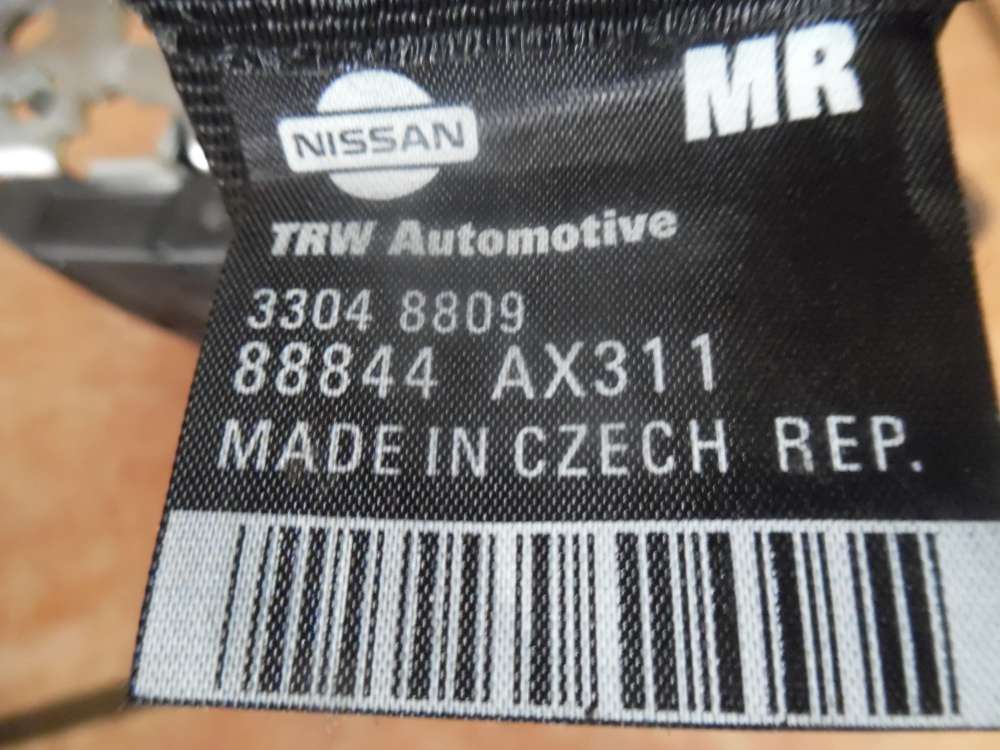 MR
NISSAN
TRW Automotive
3304 8809
88844 AX311
MADE IN CZECH REP.